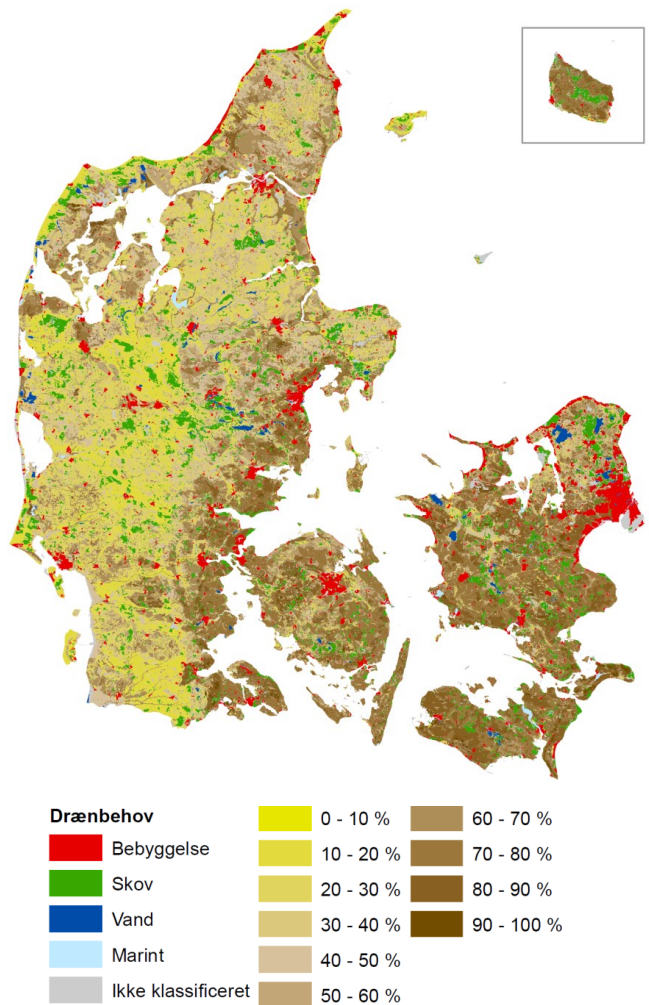 Drænbehov
Bebyggelse
Skov
Vand
Marint
Ikke klassificeret
0 - 10 %
10 - 20 %
20 - 30 %
30 - 40 %
40 - 50 %
50 - 60 %
60 - 70 %
70 - 80 %
80 - 90 %
90 - 100 %